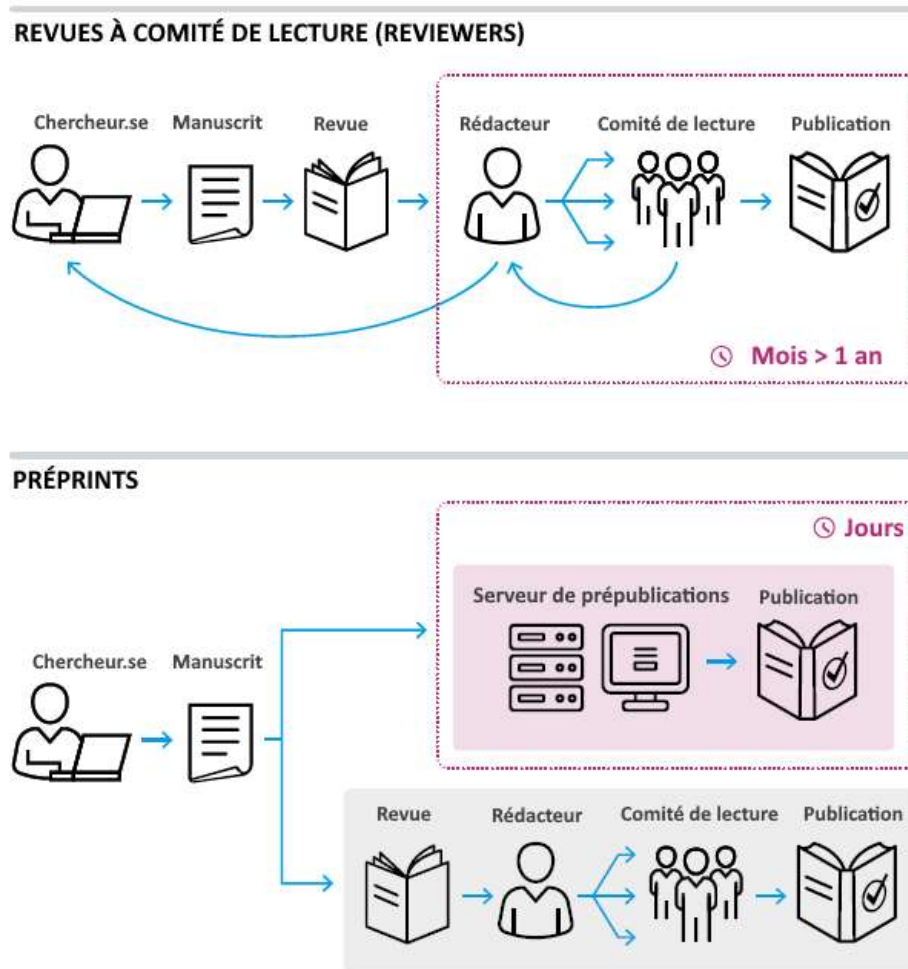 REVUES À COMITÉ DE LECTURE (REVIEWERS)
Chercheur.se Manuscrit Revue Rédacteur Comité de lecture Publication
Mois > 1 an
PRÉPRINTS
Jours
Serveur de prépublications Publication
Chercheur.se Manuscrit
Revue Rédacteur Comité de lecture Publication